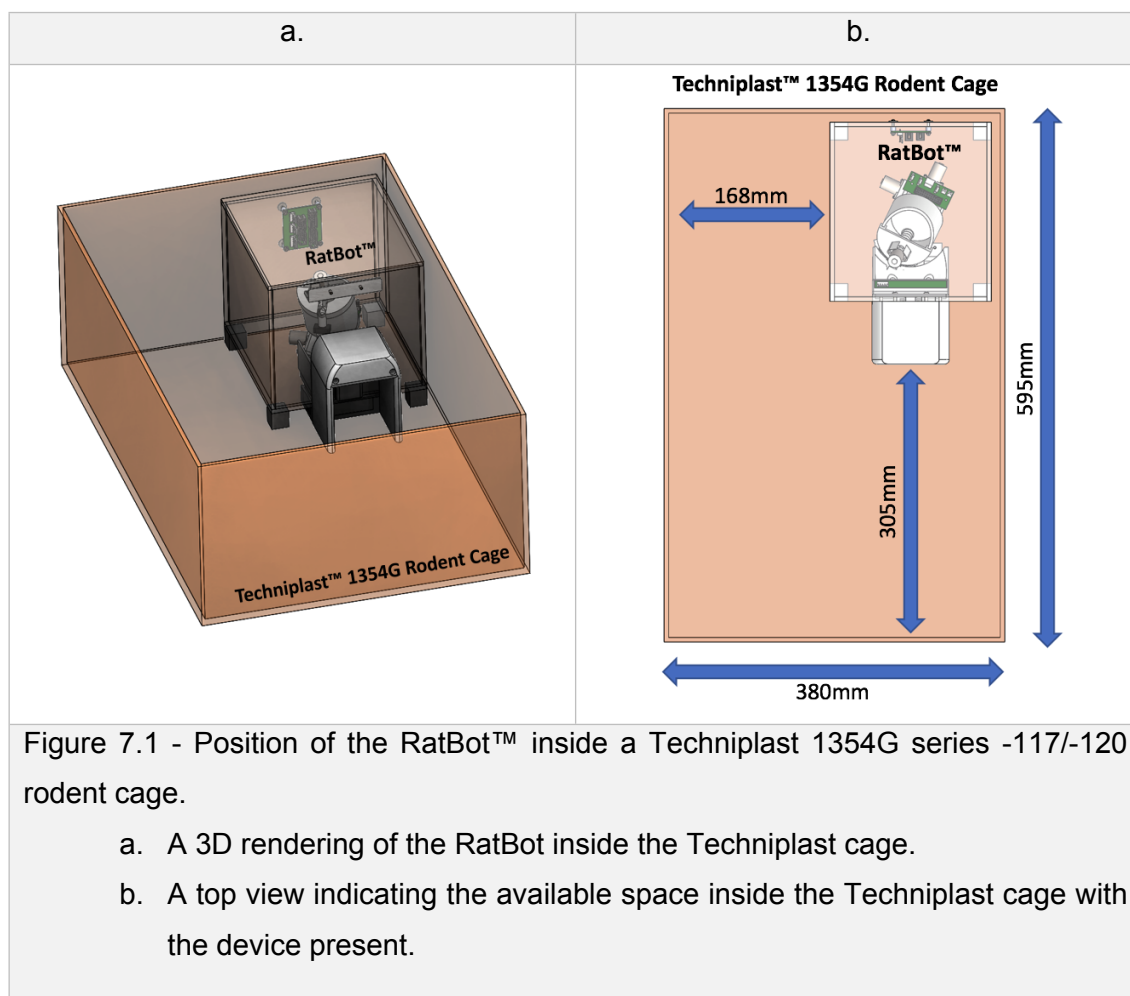 a.
b.
RatBot™
Techniplast™ 1354G Rodent Cage
Techniplast™ 1354G Rodent Cage
RatBot™
168mm
305mm
595mm
380mm
Figure 7.1 - Position of the RatBot™ inside a Techniplast 1354G series -117/-120
rodent cage.
a. A 3D rendering of the RatBot inside the Techniplast cage.
b. A top view indicating the available space inside the Techniplast cage with
the device present.